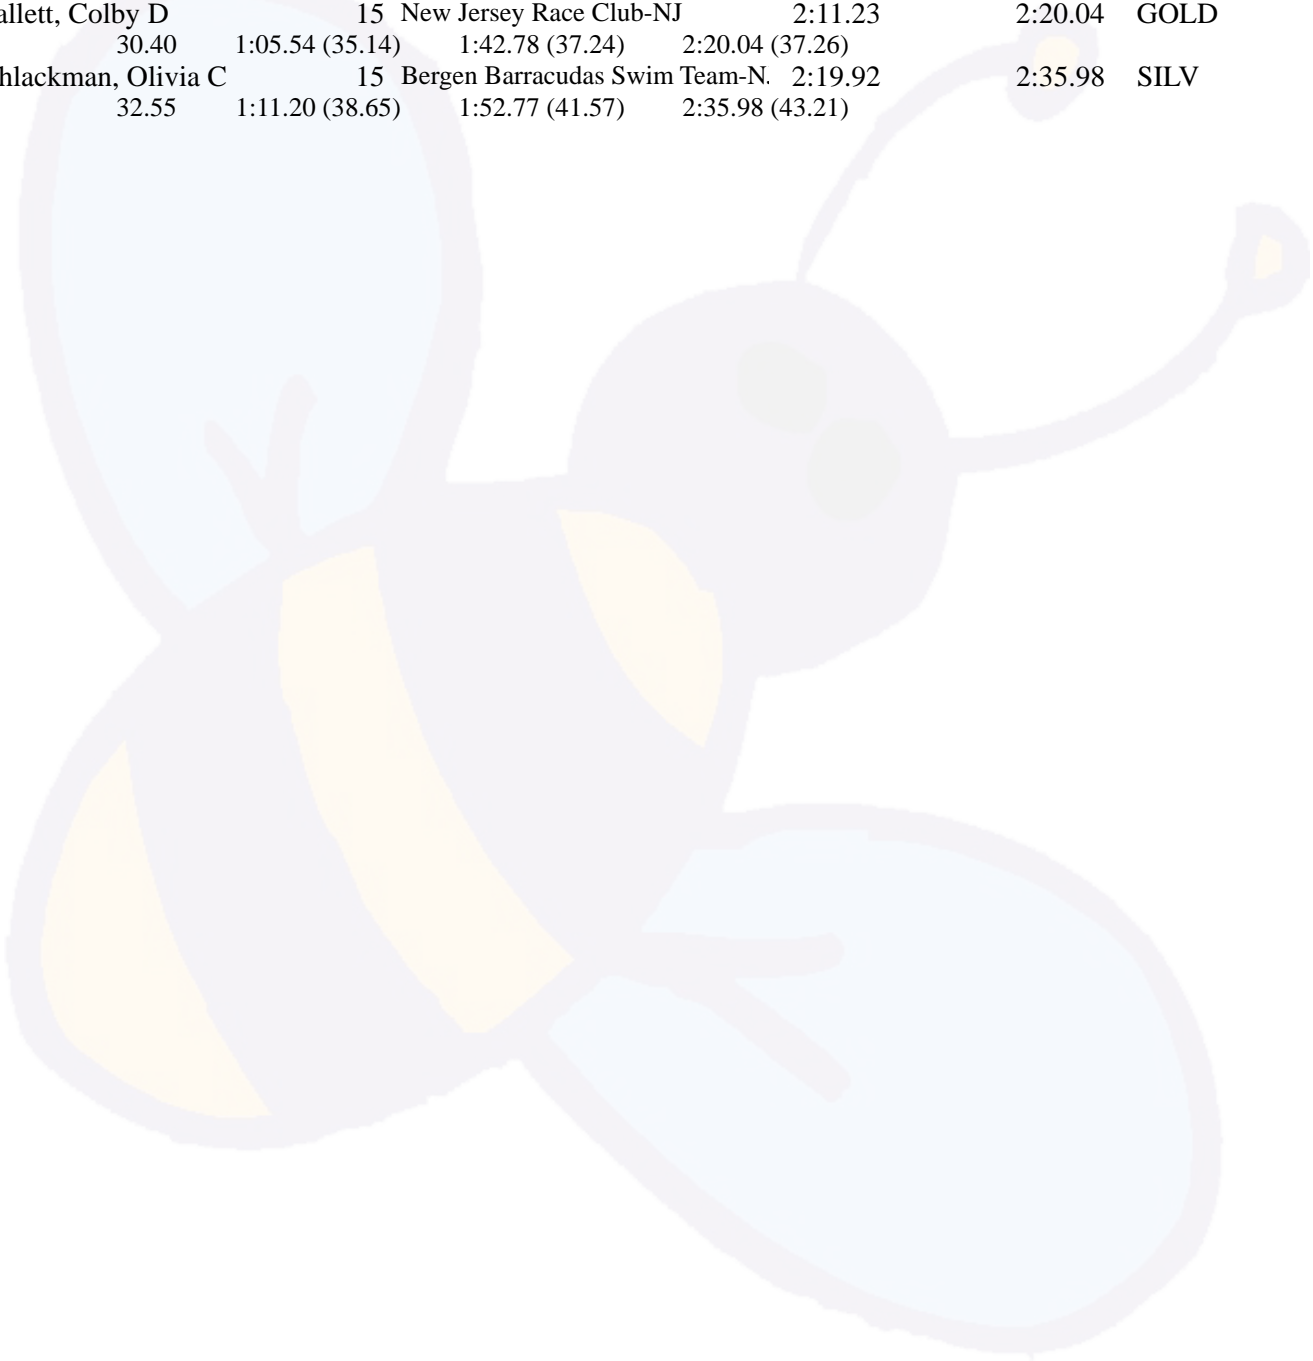 allett, Colby D 15 New Jersey Race Club-NJ 2:11.23 2:20.04 GOLD
30.40 1:05.54 (35.14) 1:42.78 (37.24) 2:20.04 (37.26)
hlackman, Olivia C 15 Bergen Barracudas Swim Team-N. 2:19.92 2:35.98 SILV
32.55 1:11.20 (38.65) 1:52.77 (41.57) 2:35.98 (43.21)